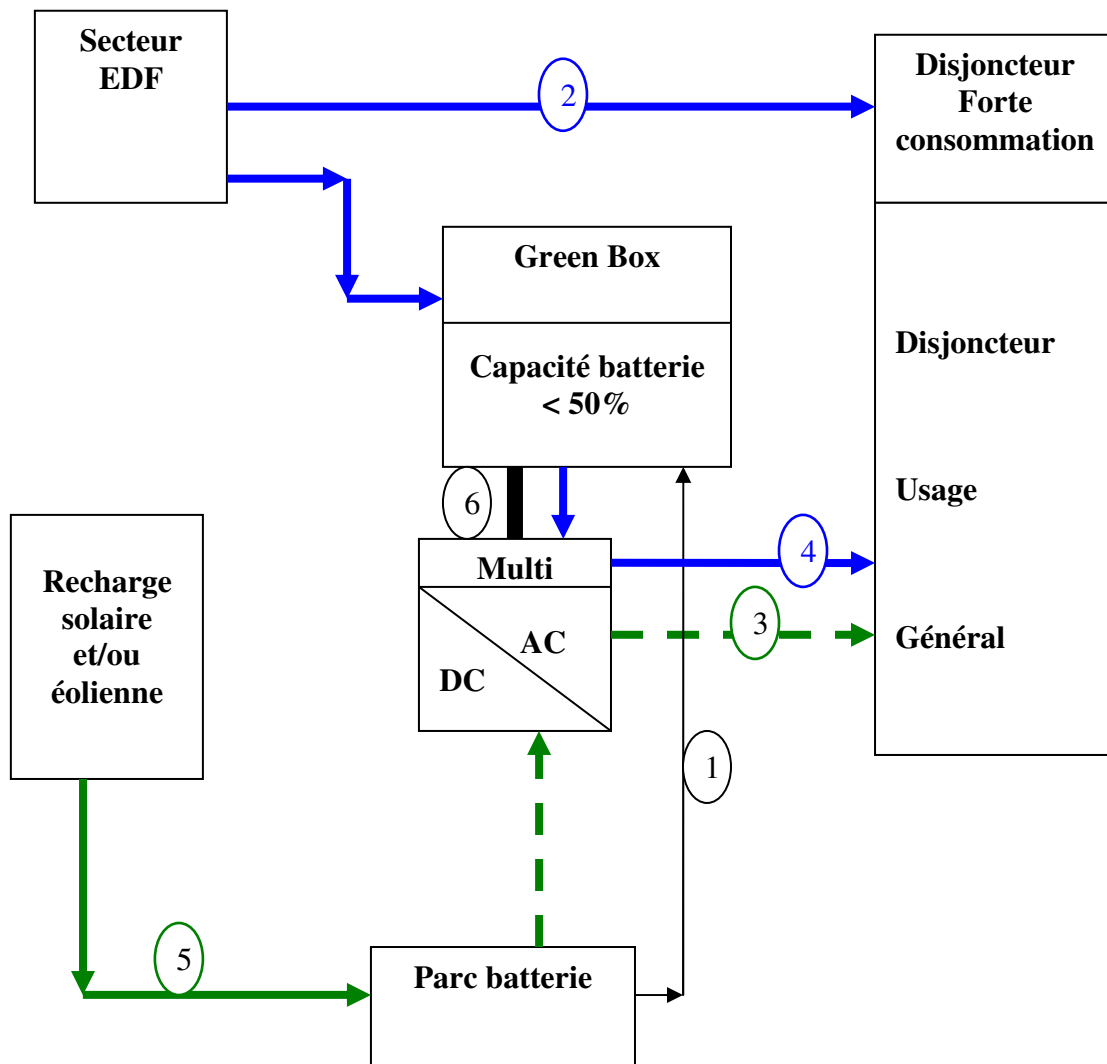 Secteur
EDF
2
Disjoncteur
Forte
consommation
Green Box
Capacité batterie
< 50%
Disjoncteur
Usage
Général
6
4
Multi
3
AC
DC
Recharge
solaire
et/ou
éolienne
1
5
Parc batterie